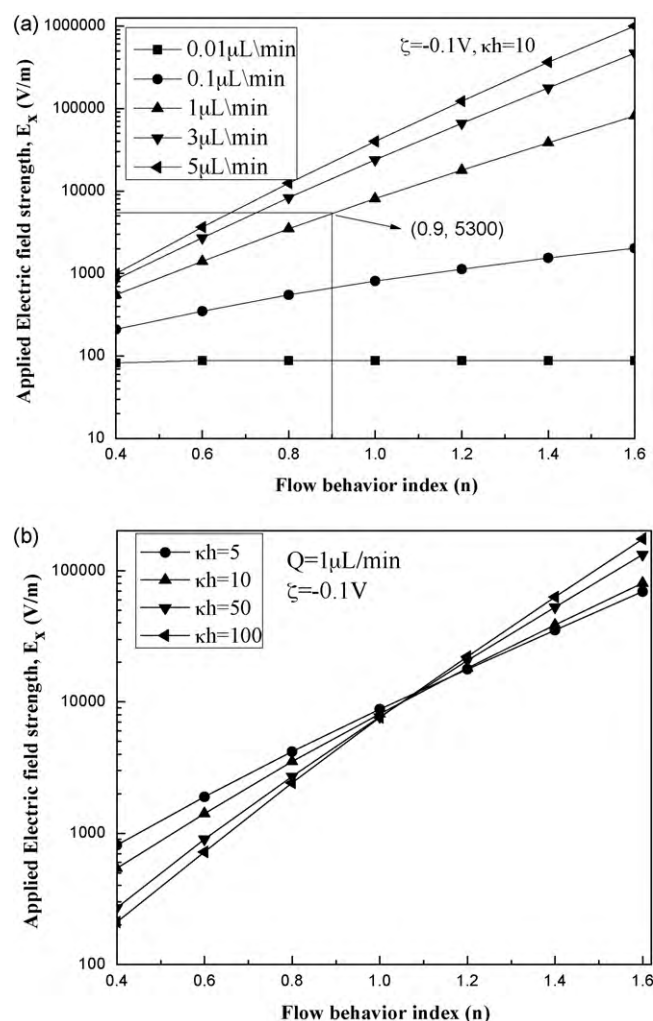 (a)
1000000
100000
10000
1000
100
10
Applied Electric field strength, E_x (V/m)
0.01μL\min
0.1μL\min
1μL\min
3μL\min
5μL\min
ζ=-0.1V, κh=10
(0.9, 5300)
0.4 0.6 0.8 1.0 1.2 1.4 1.6
Flow behavior index (n)
(b)
100000
10000
1000
100
Applied Electric field strength, E_x (V/m)
κh=5
κh=10
κh=50
κh=100
Q=1μL/min
ζ=-0.1V
0.4 0.6 0.8 1.0 1.2 1.4 1.6
Flow behavior index (n)